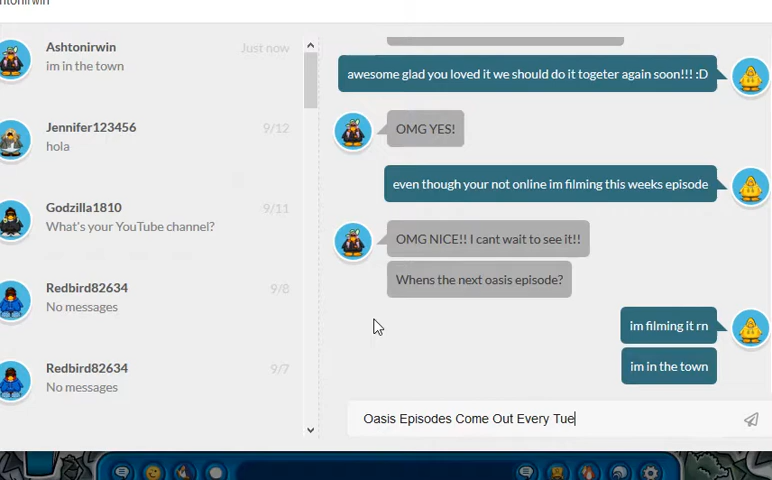 Ashtonirwin
Just now
im in the town
Jennifer123456
9/12
hola
Godzilla1810
9/11
What's your YouTube channel?
Redbird82634
9/8
No messages
Redbird82634
9/7
No messages
awesome glad you loved it we should do it togeter again soon!!! :D
OMG YES!
even though your not online im filming this weeks episode
OMG NICE!! I cant wait to see it!!
Whens the next oasis episode?
im filming it rn
im in the town
Oasis Episodes Come Out Every Tue